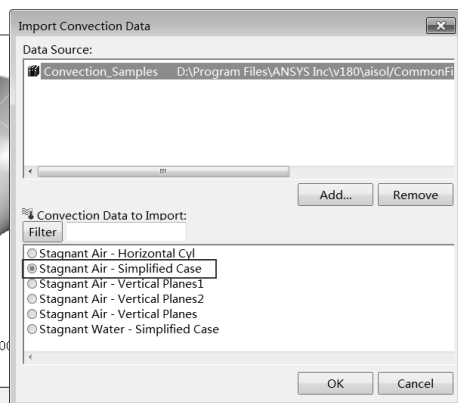 Import Convection Data
Data Source:
Convection_Samples D:\Program Files\ANSYS Inc\v180\aisol/CommonFi
Add... Remove
Convection Data to Import:
Filter
Stagnant Air - Horizontal Cyl
Stagnant Air - Simplified Case
Stagnant Air - Vertical Planes1
Stagnant Air - Vertical Planes2
Stagnant Air - Vertical Planes
Stagnant Water - Simplified Case
OK Cancel